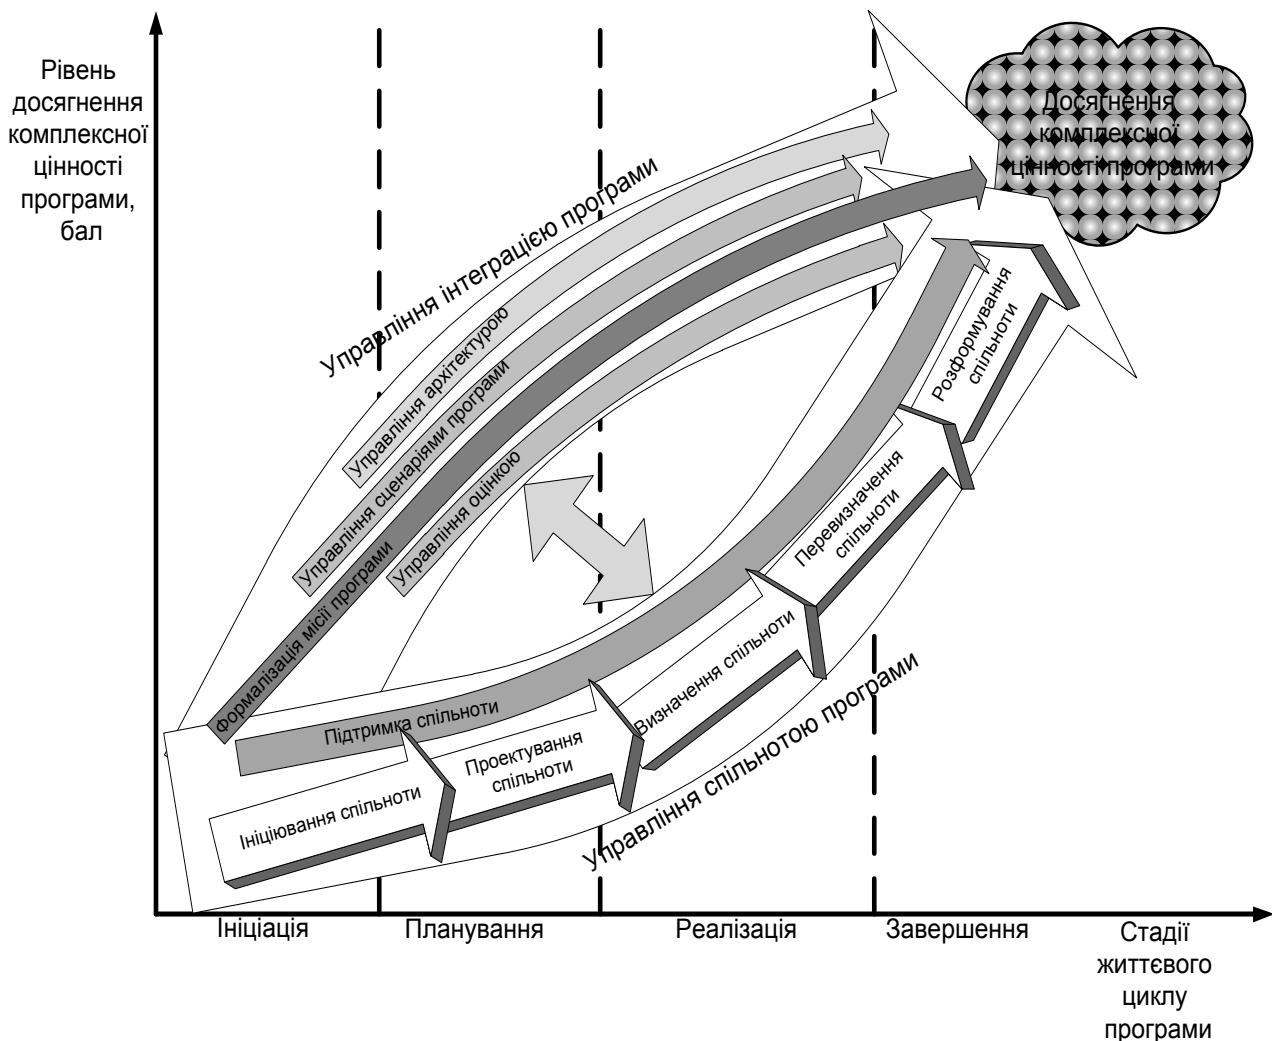 Рівень
досягнення
комплексної
цінності
програми,
бал
Досягнення
комплексної
цінності програми
Управління інтеграцією програми
Управління архітектурою
Управління сценаріями програми
Формалізація місії програми
Управління оцінкою
Підтримка спільноти
Ініціювання спільноти
Проектування
спільноти
Визначення спільноти
Перевизначення
спільноти
Розформування
спільноти
Управління спільнотою програми
Ініціація
Планування
Реалізація
Завершення
Стадії
життєвого
циклу
програми